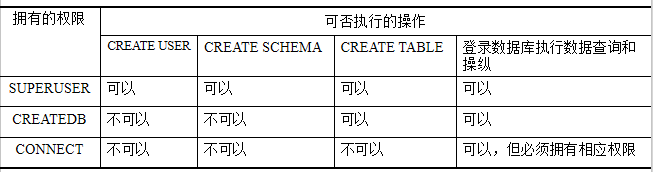 拥有的权限 可否执行的操作
CREATE USER CREATE SCHEMA CREATE TABLE 登录数据库执行数据查询和
操纵
SUPERUSER 可以 可以 可以 可以
CREATEDB 不可以 不可以 可以 可以
CONNECT 不可以 不可以 不可以 可以，但必须拥有相应权限